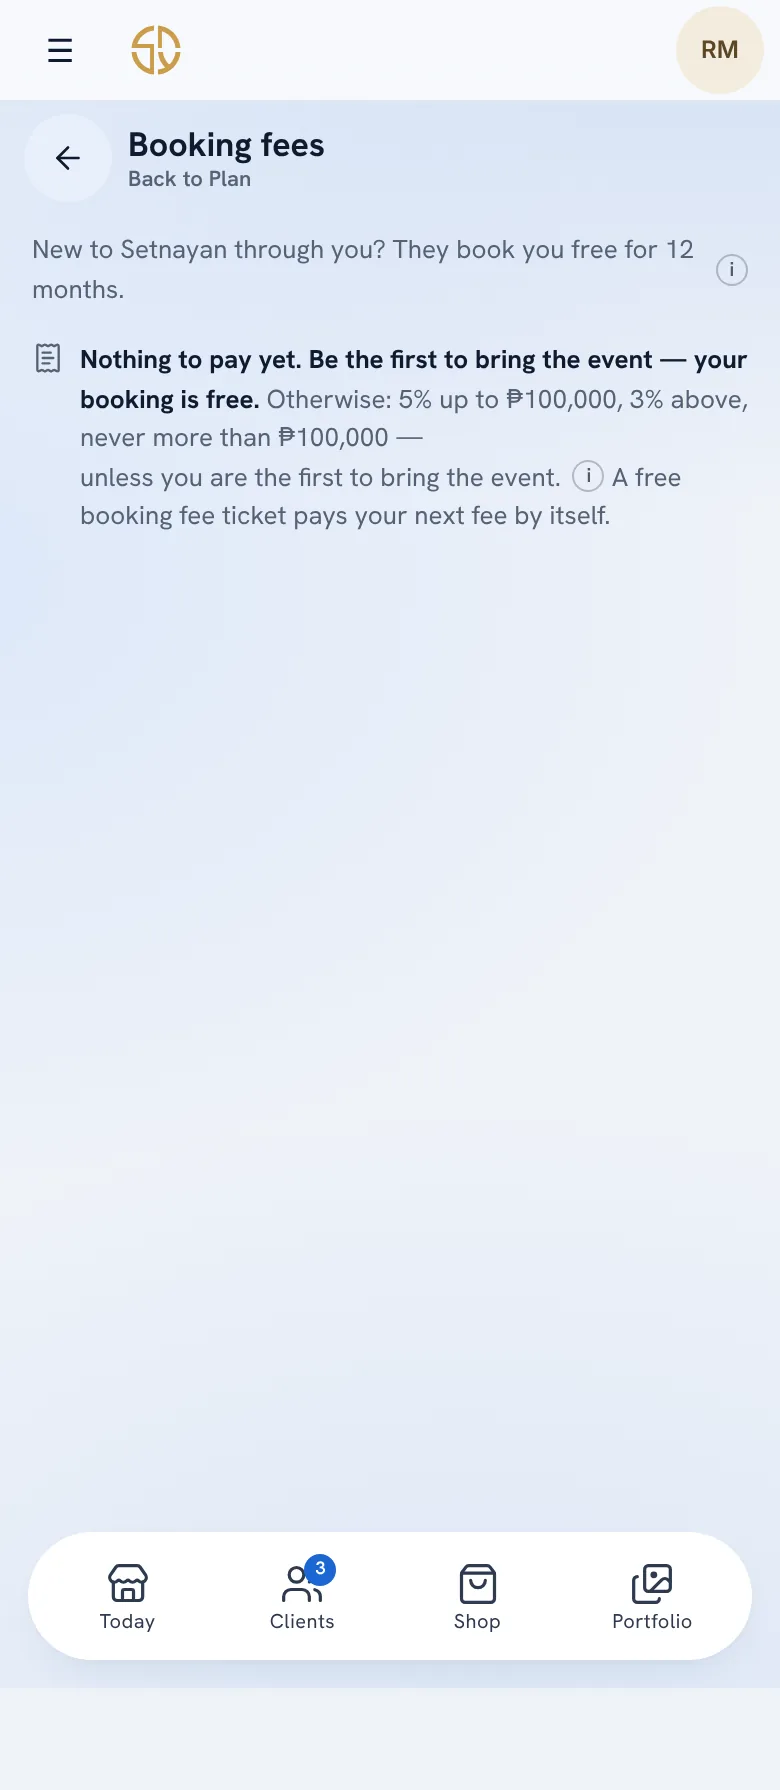 RM
Booking fees
Back to Plan
New to Setnayan through you? They book you free for 12
months.
i
Nothing to pay yet. Be the first to bring the event — your
booking is free. Otherwise: 5% up to ₱100,000, 3% above,
never more than ₱100,000 —
unless you are the first to bring the event. i A free
booking fee ticket pays your next fee by itself.
3
Today Clients Shop Portfolio